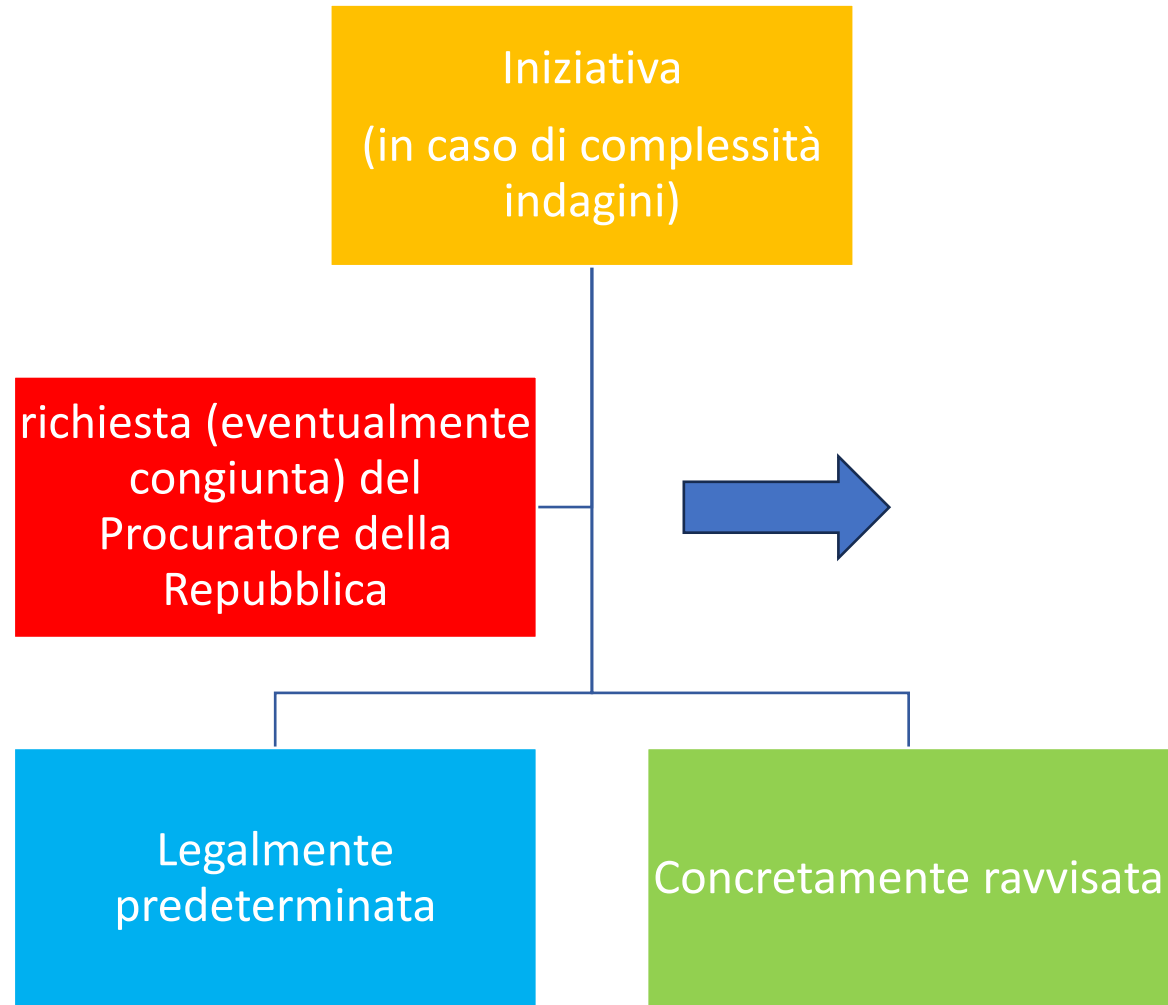 Iniziativa
(in caso di complessità
indagini)
richiesta (eventualmente
congiunta) del
Procuratore della
Repubblica
Legalmente
predeterminata
Concretamente ravvisata